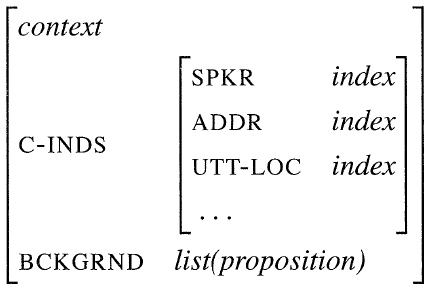 context
SPKR index
ADDR index
C-INDS
UTT-LOC index
...
BCKGRND list(proposition)